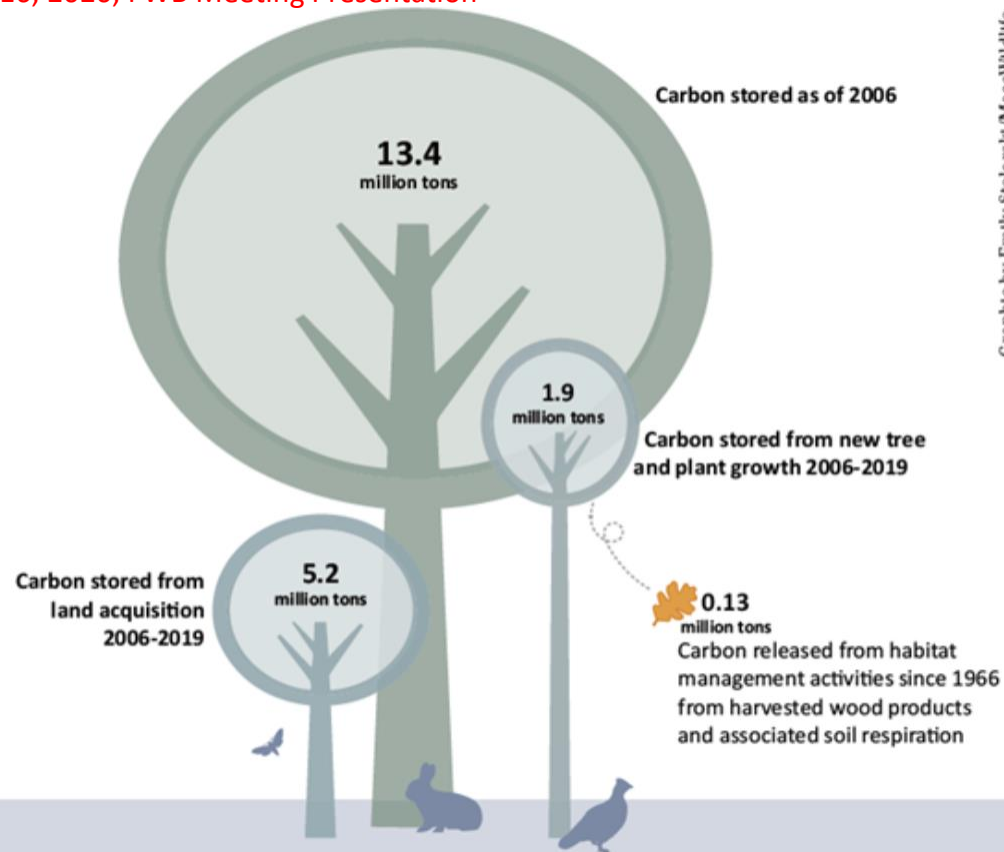 Meeting Presentation
Carbon stored as of 2006
13.4
million tons
1.9
million tons
Carbon stored from new tree
and plant growth 2006-2019
5.2
million tons
Carbon stored from
land acquisition
2006-2019
0.13
million tons
Carbon released from habitat
management activities since 1966
from harvested wood products
and associated soil respiration